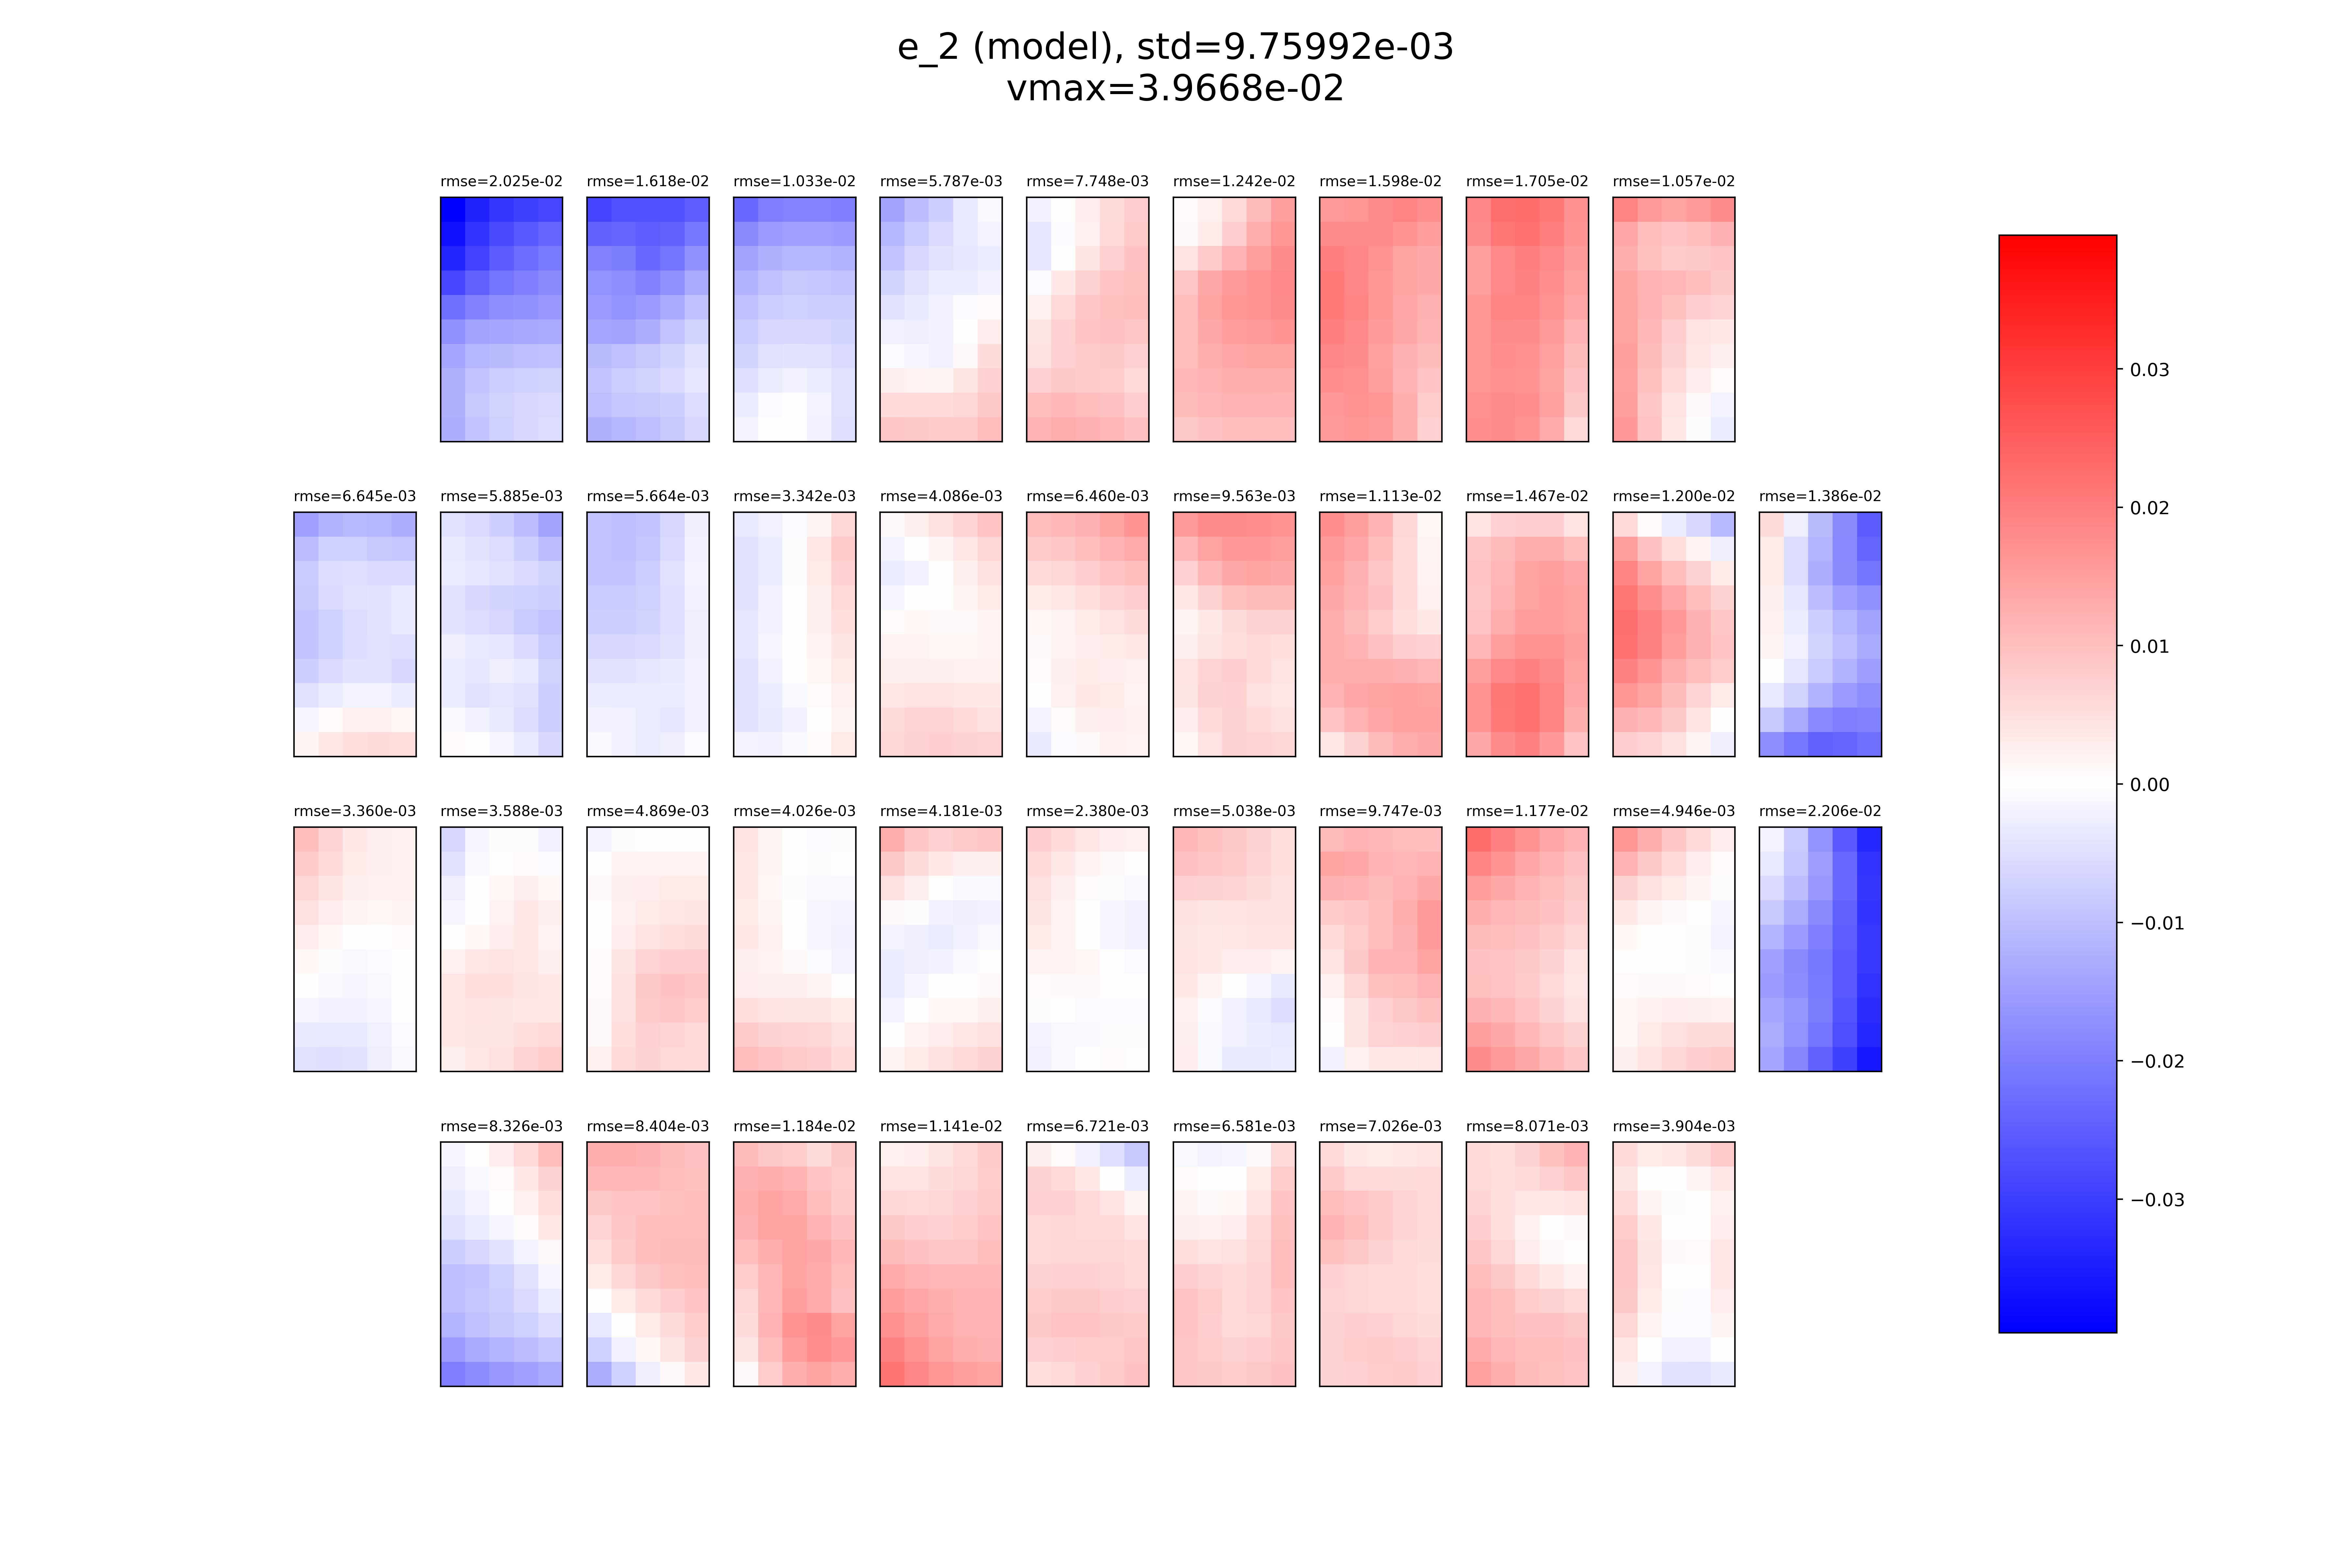 e_2 (model), std=9.75992e-03
vmax=3.9668e-02
rmse=2.025e-02 rmse=1.618e-02 rmse=1.033e-02 rmse=5.787e-03 rmse=7.748e-03 rmse=1.242e-02 rmse=1.598e-02 rmse=1.705e-02 rmse=1.057e-02
rmse=6.645e-03 rmse=5.885e-03 rmse=5.664e-03 rmse=3.342e-03 rmse=4.086e-03 rmse=6.460e-03 rmse=9.563e-03 rmse=1.113e-02 rmse=1.467e-02 rmse=1.200e-02 rmse=1.386e-02
rmse=3.360e-03 rmse=3.588e-03 rmse=4.869e-03 rmse=4.026e-03 rmse=4.181e-03 rmse=2.380e-03 rmse=5.038e-03 rmse=9.747e-03 rmse=1.177e-02 rmse=4.946e-03 rmse=2.206e-02
rmse=8.326e-03 rmse=8.404e-03 rmse=1.184e-02 rmse=1.141e-02 rmse=6.721e-03 rmse=6.581e-03 rmse=7.026e-03 rmse=8.071e-03 rmse=3.904e-03
0.03
0.02
0.01
0.00
−0.01
−0.02
−0.03